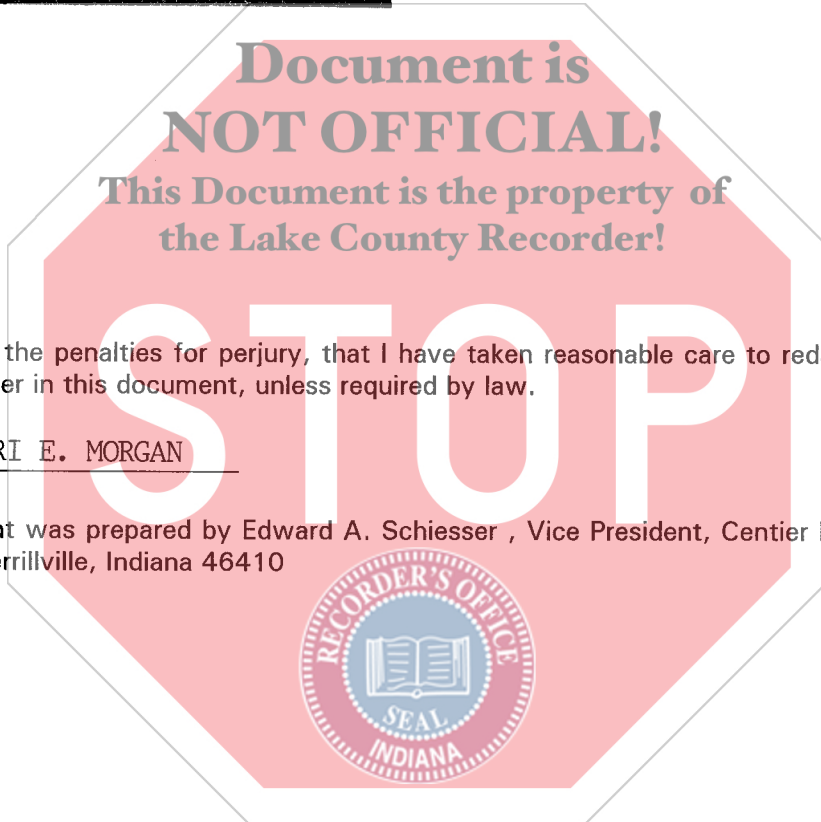 Document is
NOT OFFICIAL!
This Document is the property of
the Lake County Recorder!
STOP
the penalties for perjury, that I have taken reasonable care to red
er in this document, unless required by law.
RI E. MORGAN
at was prepared by Edward A. Schiesser , Vice President, Centier
rrillville, Indiana 46410
RECORDER'S OFFICE
SEAL
INDIANA